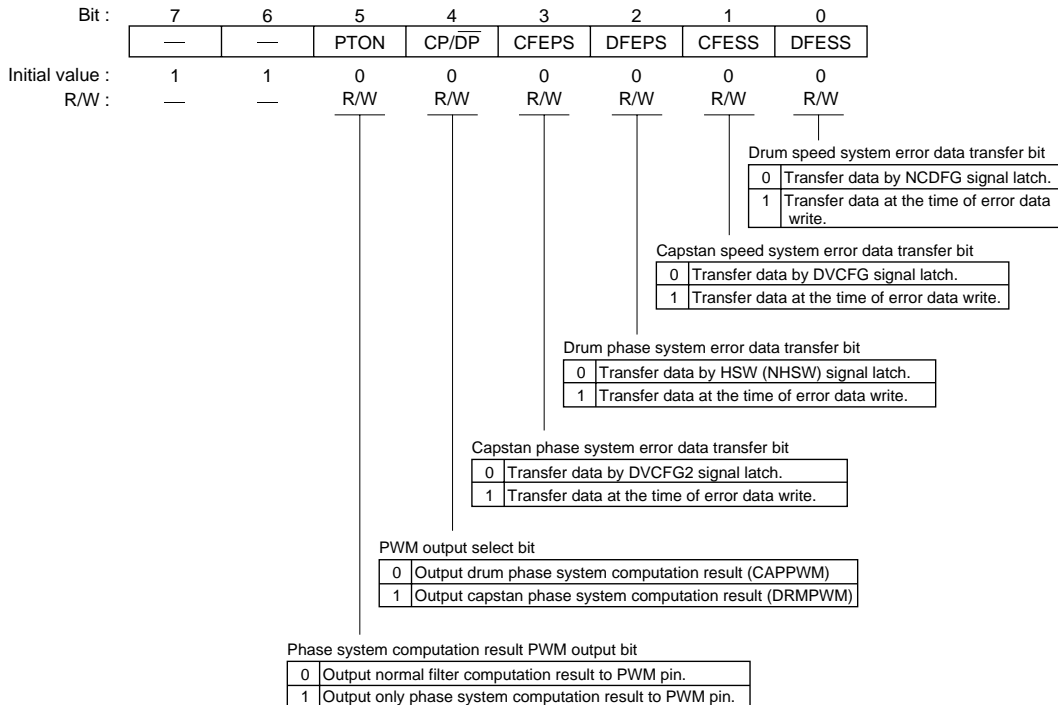 Bit : 7 6 5 4 3 2 1 0
— — PTON CP/D̅P̅ CFEPS DFEPS CFESS DFESS
Initial value : 1 1 0 0 0 0 0 0
R/W : — — R/W R/W R/W R/W R/W R/W
Drum speed system error data transfer bit
0 Transfer data by NCDFG signal latch.
1 Transfer data at the time of error data
write.
Capstan speed system error data transfer bit
0 Transfer data by DVCFG signal latch.
1 Transfer data at the time of error data write.
Drum phase system error data transfer bit
0 Transfer data by HSW (NHSW) signal latch.
1 Transfer data at the time of error data write.
Capstan phase system error data transfer bit
0 Transfer data by DVCFG2 signal latch.
1 Transfer data at the time of error data write.
PWM output select bit
0 Output drum phase system computation result (CAPPWM)
1 Output capstan phase system computation result (DRMPWM)
Phase system computation result PWM output bit
0 Output normal filter computation result to PWM pin.
1 Output only phase system computation result to PWM pin.